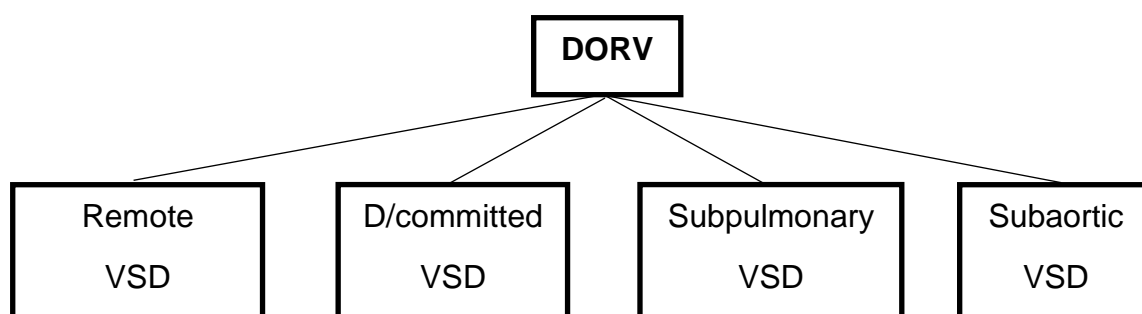 DORV
Remote
VSD
D/committed
VSD
Subpulmonary
VSD
Subaortic
VSD